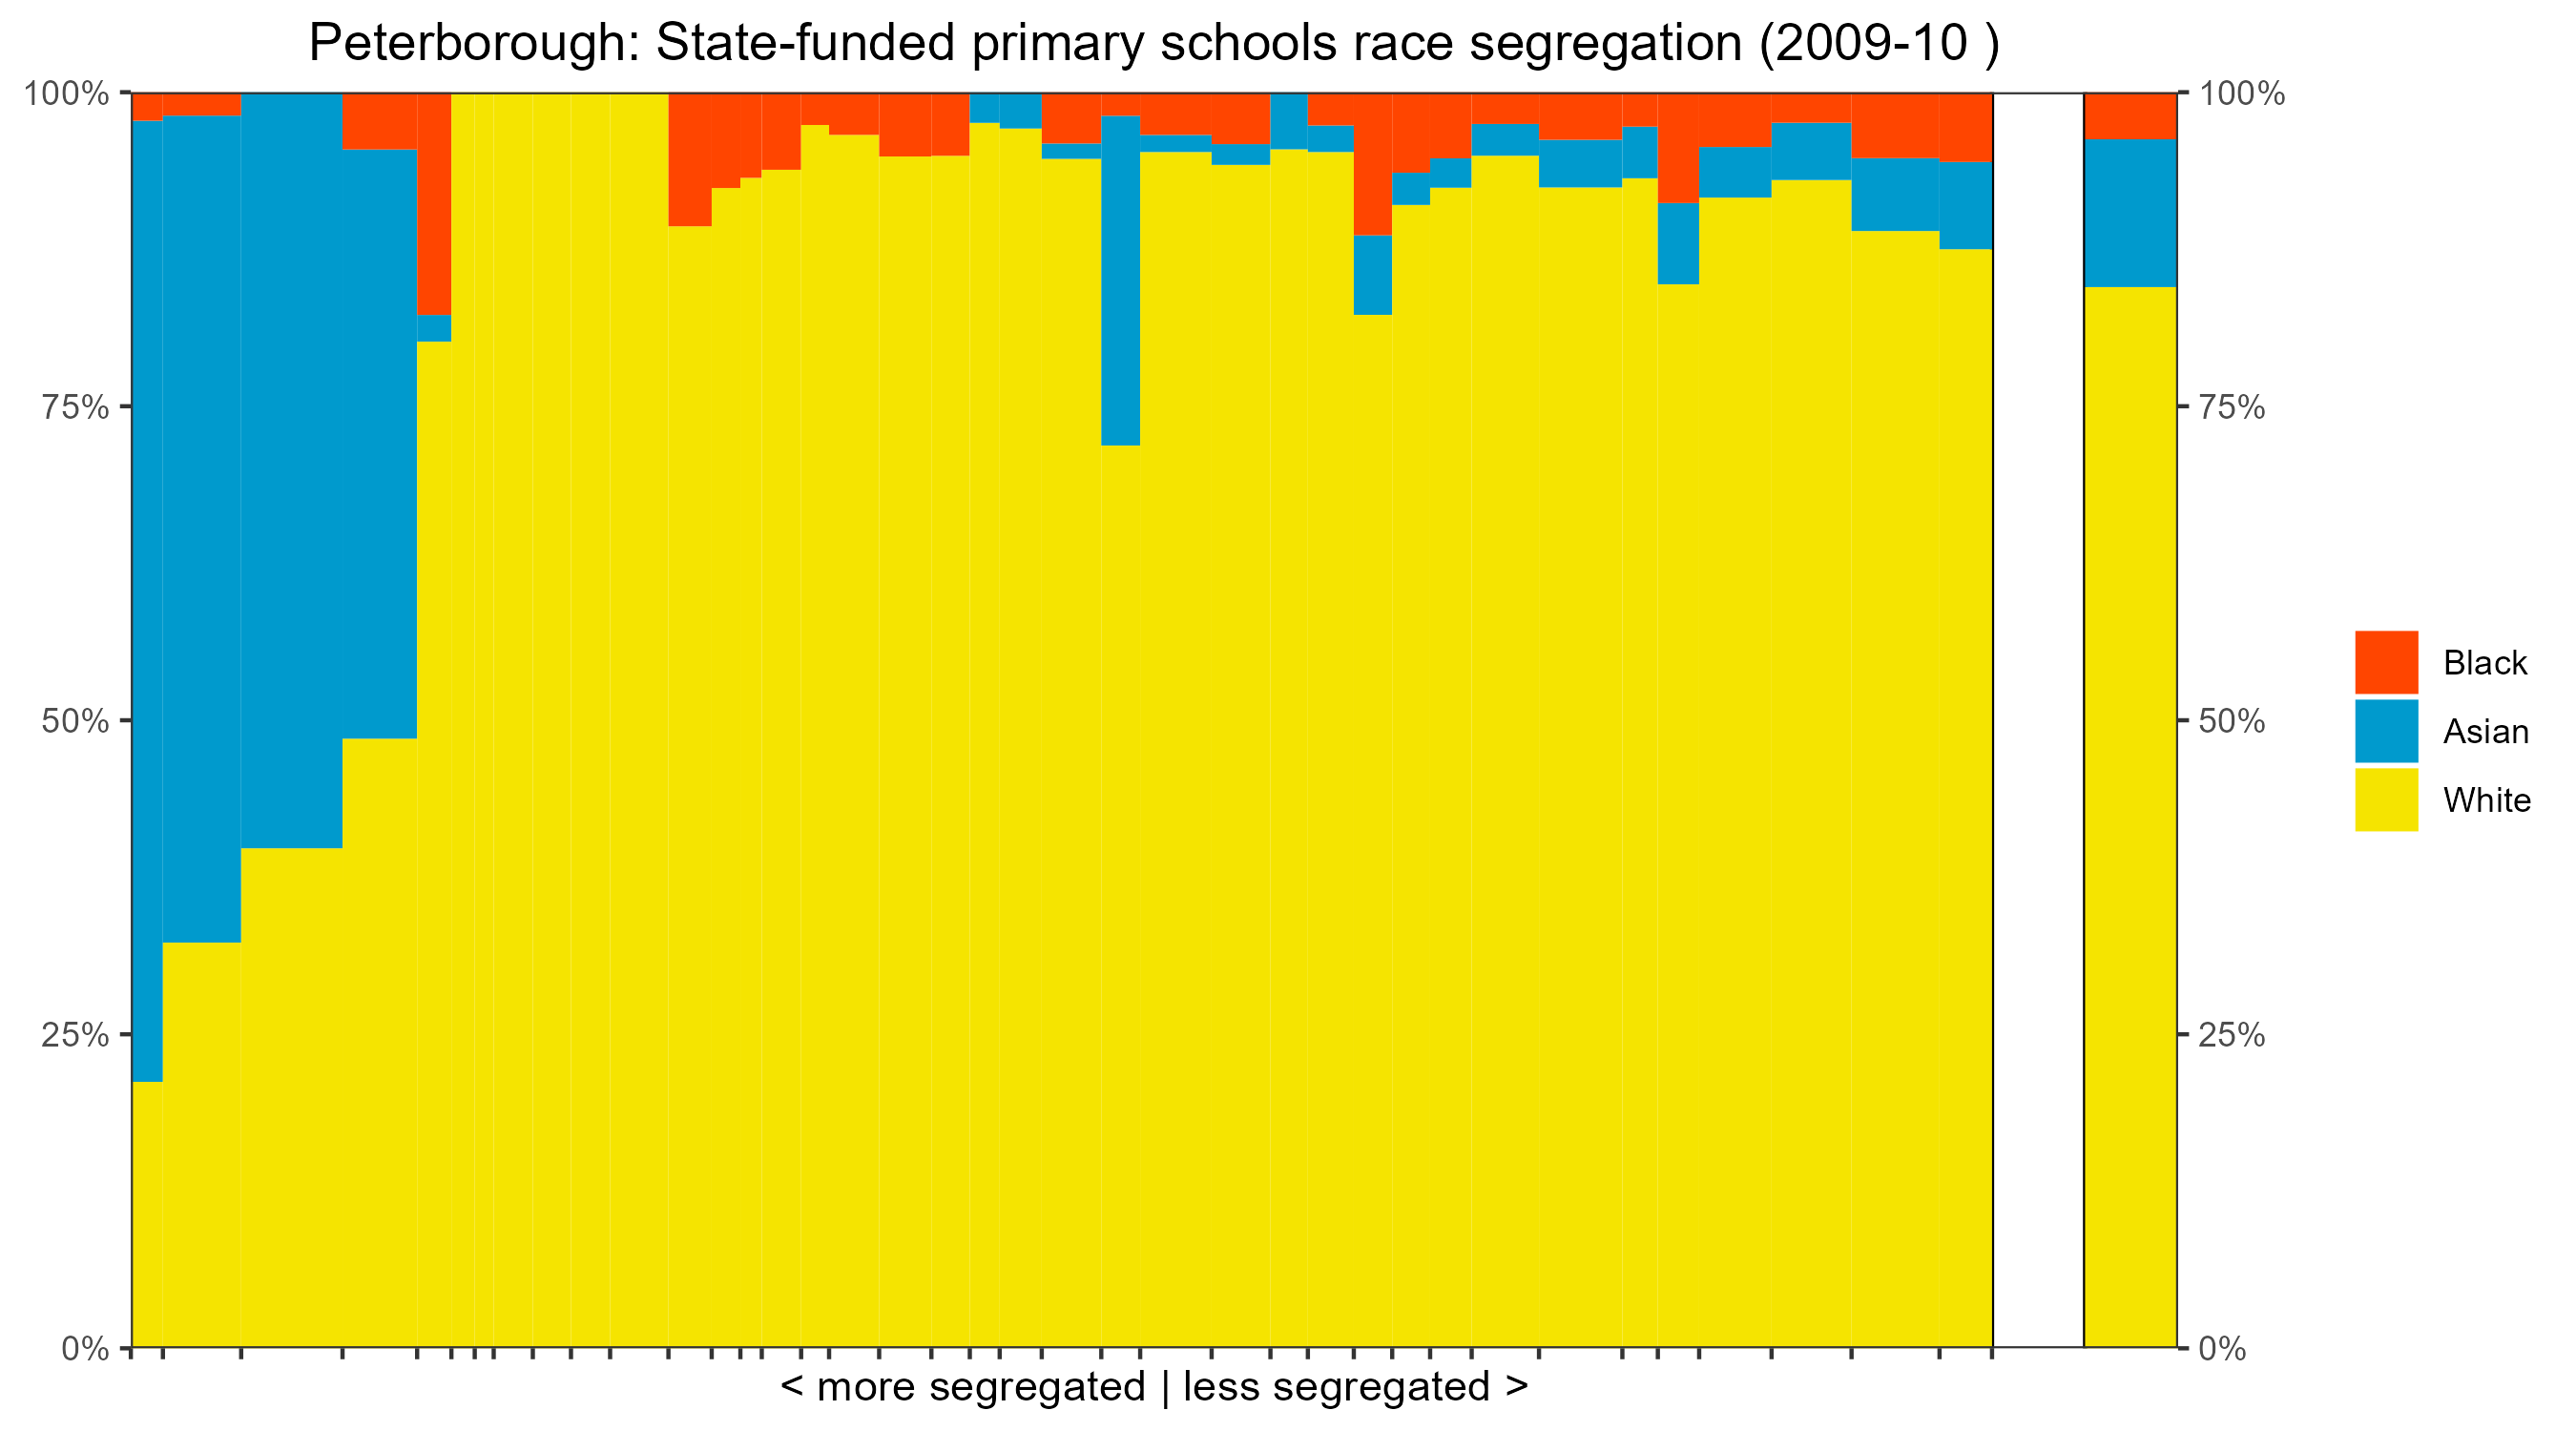 Peterborough: State-funded primary schools race segregation (2009-10 )
100%
75%
50%
25%
0%
100%
75%
50%
25%
0%
Black
Asian
White
< more segregated | less segregated >